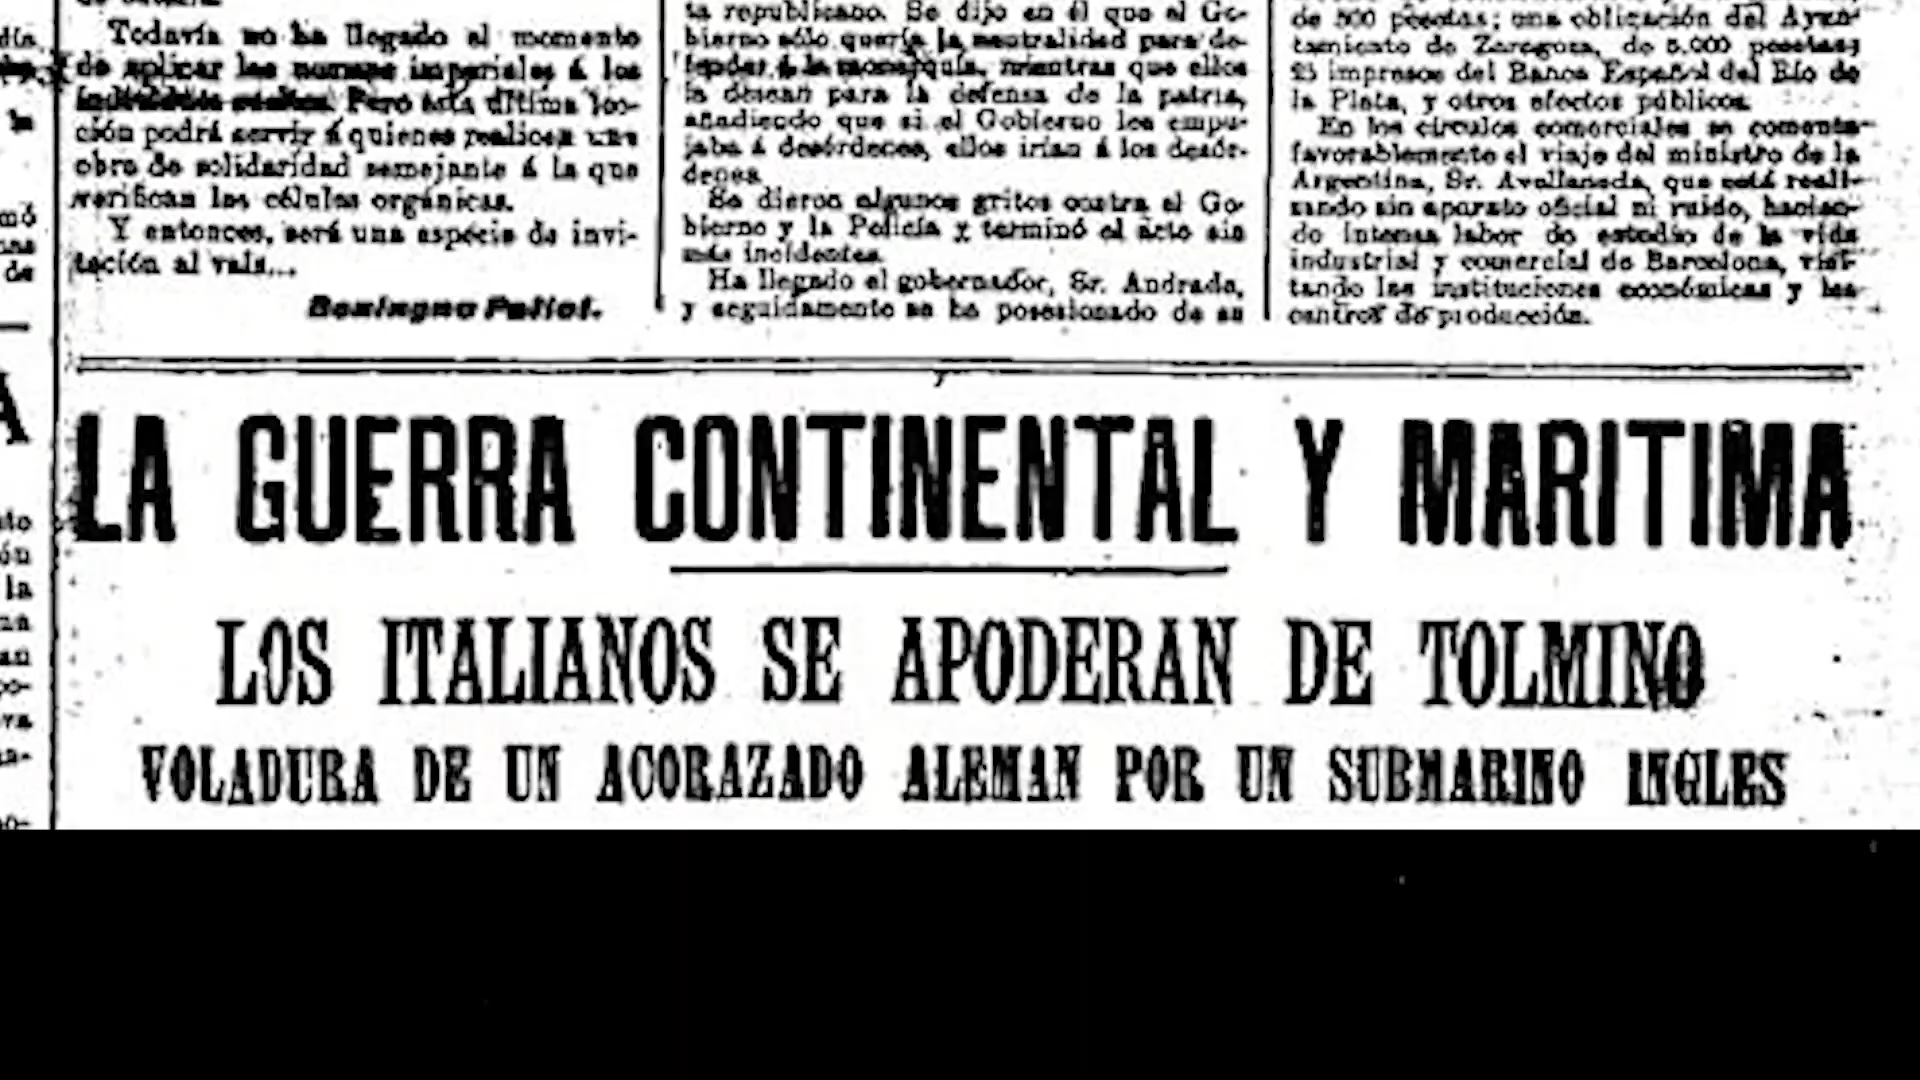 Todavía no ha llegado el momento
de aplicar las normas imperiales á los
Pero esta última lec-
ción podrá servir á quienes realicen una
obra de solidaridad semejante á la que
verifican las células orgánicas.
Y entonces, será una especie de invi-
tación al vals...
ta republicano. Se dijo en él que el Go-
bierno sólo quería la neutralidad para de-
fender á la monarquía, mientras que ellos
la desean para la defensa de la patria,
añadiendo que si el Gobierno les empu-
jaba á desórdenes, ellos irían á los desór-
denes.
Se dieron algunos gritos contra el Go-
bierno y la Policía y terminó el acto sin
más incidentes.
Ha llegado el gobernador, Sr. Andrade,
y seguidamente se ha posesionado de su
de 500 pesetas; una obligación del Ayun-
tamiento de Zaragoza, de 5.000 pesetas;
25 impresos del Banco Español del Río de
la Plata, y otros efectos públicos.
En los círculos comerciales se comenta
favorablemente el viaje del ministro de la
Argentina, Sr. Avellaneda, que está reali-
zando sin aparato oficial ni ruido, hacien-
do intensa labor de estudio de la vida
industrial y comercial de Barcelona, visi-
tando las instituciones económicas y los
centros de producción.
LA GUERRA CONTINENTAL Y MARITIMA
LOS ITALIANOS SE APODERAN DE TOLMINO
VOLADURA DE UN ACORAZADO ALEMAN POR UN SUBMARINO INGLES